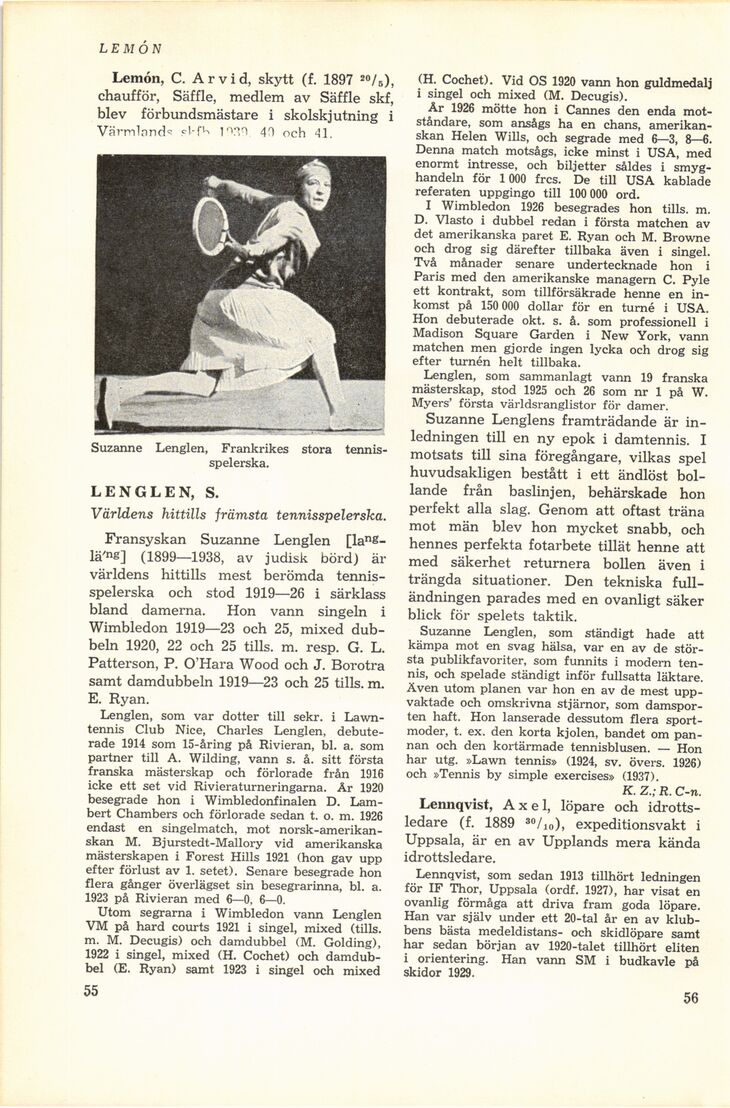 LEMÓN
Lemón, C. Arvid, skytt (f. 1897 20/5),
chaufför, Säffle, medlem av Säffle skf,
blev förbundsmästare i skolskjutning i
Värmlands skfb 1939, 40 och 41.
Suzanne Lenglen, Frankrikes stora tennis-
spelerska.
LENGLEN, S.
Världens hittills främsta tennisspelerska.
Fransyskan Suzanne Lenglen [lang-
lä'ng] (1899—1938, av judisk börd) är
världens hittills mest berömda tennis-
spelerska och stod 1919—26 i särklass
bland damerna. Hon vann singeln i
Wimbledon 1919—23 och 25, mixed dub-
beln 1920, 22 och 25 tills. m. resp. G. L.
Patterson, P. O'Hara Wood och J. Borotra
samt damdubbeln 1919—23 och 25 tills. m.
E. Ryan.
Lenglen, som var dotter till sekr. i Lawn-
tennis Club Nice, Charles Lenglen, debute-
rade 1914 som 15-åring på Rivieran, bl. a. som
partner till A. Wilding, vann s. å. sitt första
franska mästerskap och förlorade från 1916
icke ett set vid Rivieraturneringarna. År 1920
besegrade hon i Wimbledonfinalen D. Lam-
bert Chambers och förlorade sedan t. o. m. 1926
endast en singelmatch, mot norsk-amerikan-
skan M. Bjurstedt-Mallory vid amerikanska
mästerskapen i Forest Hills 1921 (hon gav upp
efter förlust av 1. setet). Senare besegrade hon
flera gånger överlägset sin besegrarinna, bl. a.
1923 på Rivieran med 6—0, 6—0.
Utom segrarna i Wimbledon vann Lenglen
VM på hard courts 1921 i singel, mixed (tills.
m. M. Decugis) och damdubbel (M. Golding),
1922 i singel, mixed (H. Cochet) och damdub-
bel (E. Ryan) samt 1923 i singel och mixed
55
(H. Cochet). Vid OS 1920 vann hon guldmedalj
i singel och mixed (M. Decugis).
År 1926 mötte hon i Cannes den enda mot-
ståndare, som ansågs ha en chans, amerikan-
skan Helen Wills, och segrade med 6—3, 8—6.
Denna match motsågs, icke minst i USA, med
enormt intresse, och biljetter såldes i smyg-
handeln för 1 000 frcs. De till USA kablade
referaten uppgingo till 100 000 ord.
I Wimbledon 1926 besegrades hon tills. m.
D. Vlasto i dubbel redan i första matchen av
det amerikanska paret E. Ryan och M. Browne
och drog sig därefter tillbaka även i singel.
Två månader senare undertecknade hon i
Paris med den amerikanske managern C. Pyle
ett kontrakt, som tillförsäkrade henne en in-
komst på 150 000 dollar för en turné i USA.
Hon debuterade okt. s. å. som professionell i
Madison Square Garden i New York, vann
matchen men gjorde ingen lycka och drog sig
efter turnén helt tillbaka.
Lenglen, som sammanlagt vann 19 franska
mästerskap, stod 1925 och 26 som nr 1 på W.
Myers' första världsranglistor för damer.
Suzanne Lenglens framträdande är in-
ledningen till en ny epok i damtennis. I
motsats till sina föregångare, vilkas spel
huvudsakligen bestått i ett ändlöst bol-
lande från baslinjen, behärskade hon
perfekt alla slag. Genom att oftast träna
mot män blev hon mycket snabb, och
hennes perfekta fotarbete tillät henne att
med säkerhet returnera bollen även i
trängda situationer. Den tekniska full-
ändningen parades med en ovanligt säker
blick för spelets taktik.
Suzanne Lenglen, som ständigt hade att
kämpa mot en svag hälsa, var en av de stör-
sta publikfavoriter, som funnits i modern ten-
nis, och spelade ständigt inför fullsatta läktare.
Även utom planen var hon en av de mest upp-
vaktade och omskrivna stjärnor, som damspor-
ten haft. Hon lanserade dessutom flera sport-
moder, t. ex. den korta kjolen, bandet om pan-
nan och den kortärmade tennisblusen. — Hon
har utg. »Lawn tennis» (1924, sv. övers. 1926)
och »Tennis by simple exercises» (1937).
K. Z.; R. C-n.
Lennqvist, Axel, löpare och idrotts-
ledare (f. 1889 30/10), expeditionsvakt i
Uppsala, är en av Upplands mera kända
idrottsledare.
Lennqvist, som sedan 1913 tillhört ledningen
för IF Thor, Uppsala (ordf. 1927), har visat en
ovanlig förmåga att driva fram goda löpare.
Han var själv under ett 20-tal år en av klub-
bens bästa medeldistans- och skidlöpare samt
har sedan början av 1920-talet tillhört eliten
i orientering. Han vann SM i budkavle på
skidor 1929.
56